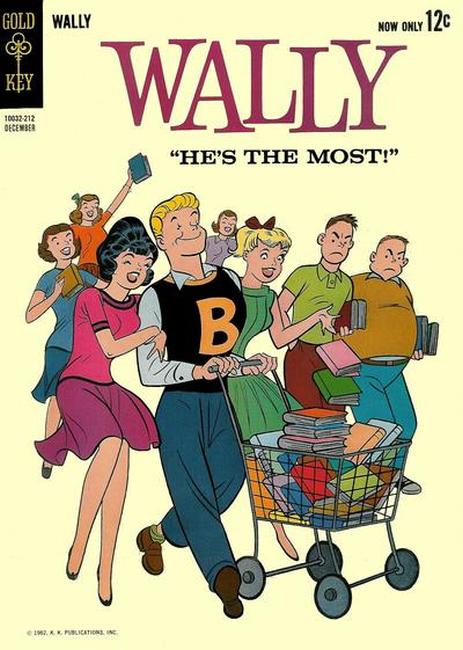 GOLD
KEY
WALLY
NOW ONLY 12¢
10032-212
DECEMBER
WALLY
“HE'S THE MOST!”
B
© 1962, K. K. PUBLICATIONS, INC.